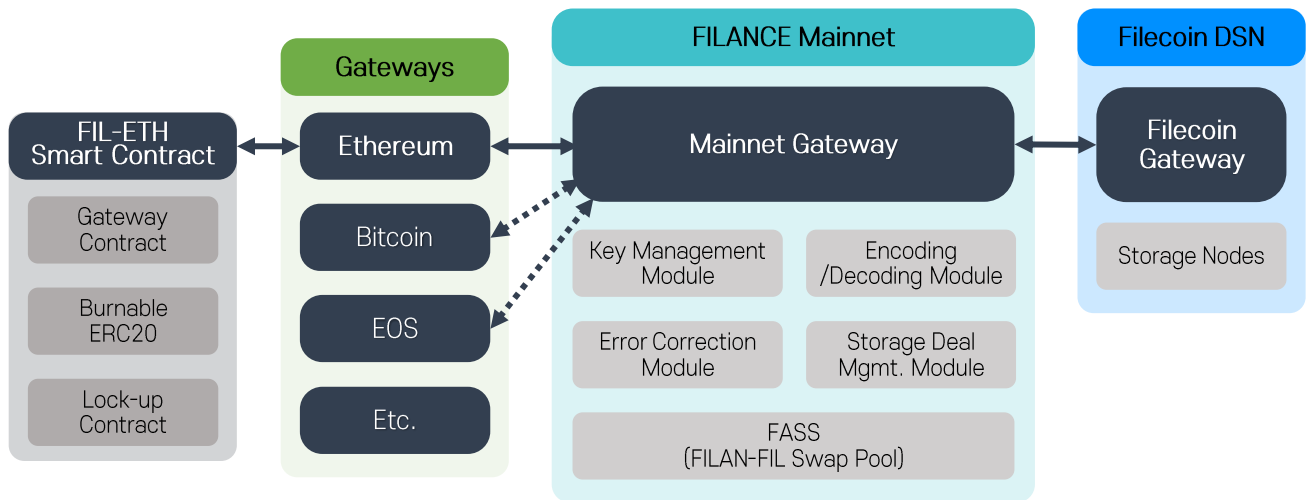 FIL-ETH
Smart Contract
Gateway
Contract
Burnable
ERC20
Lock-up
Contract
Gateways
Ethereum
Bitcoin
EOS
Etc.
FILANCE Mainnet
Mainnet Gateway
Key Management
Module
Encoding
/Decoding Module
Error Correction
Module
Storage Deal
Mgmt. Module
FASS
(FILAN-FIL Swap Pool)
Filecoin DSN
Filecoin
Gateway
Storage Nodes